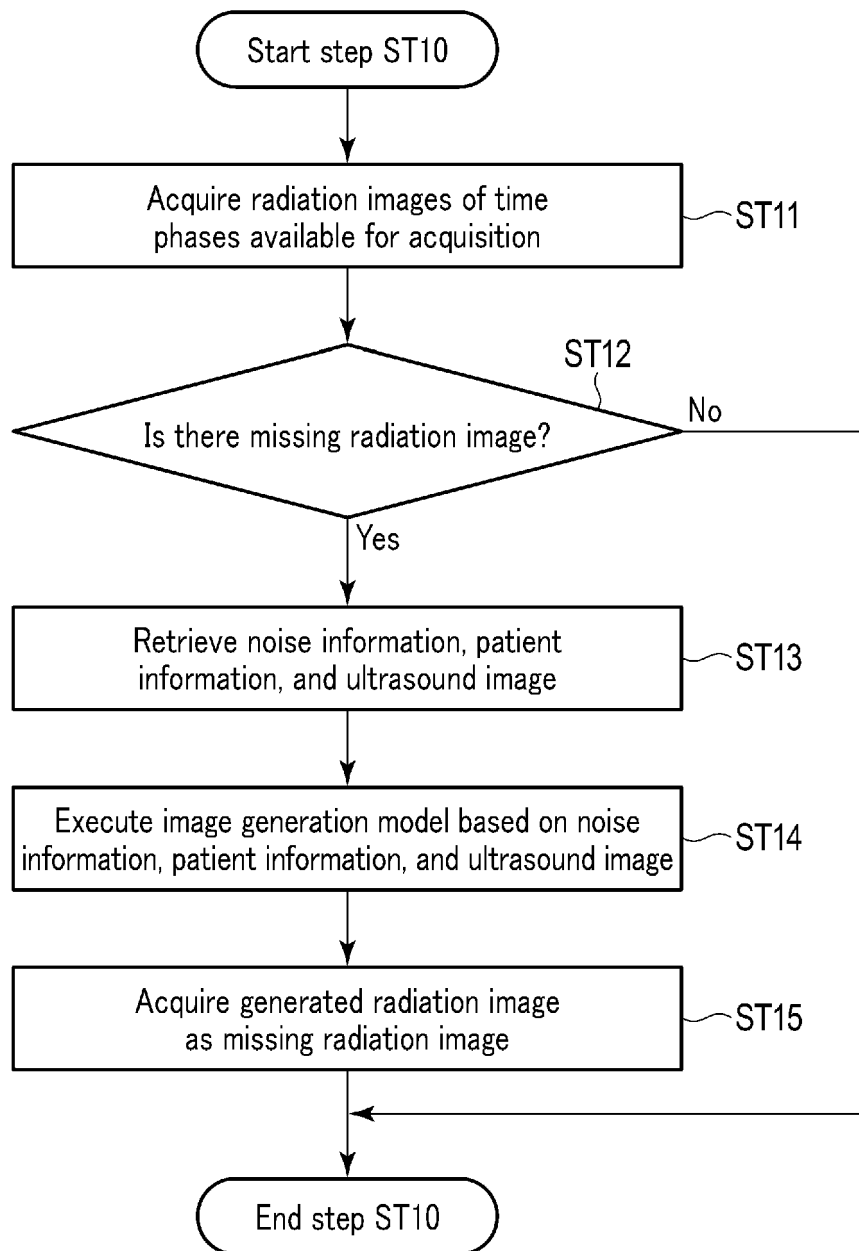 Start step ST10
Acquire radiation images of time
phases available for acquisition
ST11
ST12
Is there missing radiation image?
No
Yes
Retrieve noise information, patient
information, and ultrasound image
ST13
Execute image generation model based on noise
information, patient information, and ultrasound image
ST14
Acquire generated radiation image
as missing radiation image
ST15
End step ST10